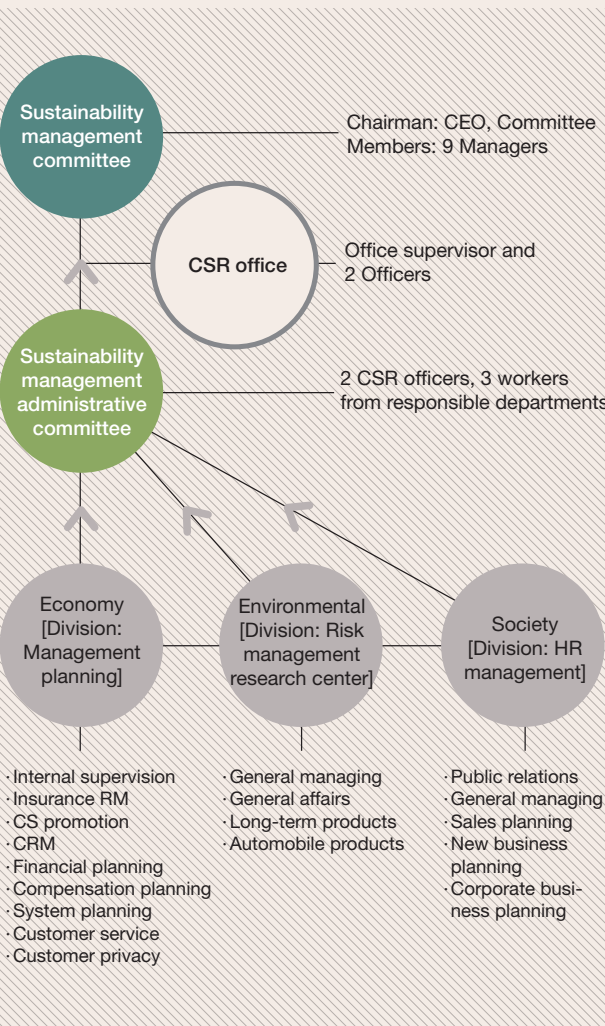 Sustainability
management
committee
Chairman: CEO, Committee
Members: 9 Managers
CSR office
Office supervisor and
2 Officers
Sustainability
management
administrative
committee
2 CSR officers, 3 workers
from responsible departments
Economy
[Division:
Management
planning]
Environmental
[Division: Risk
management
research center]
Society
[Division: HR
management]
·Internal supervision
·Insurance RM
·CS promotion
·CRM
·Financial planning
·Compensation planning
·System planning
·Customer service
·Customer privacy
·General managing
·General affairs
·Long-term products
·Automobile products
·Public relations
·General managing
·Sales planning
·New business
planning
·Corporate busi-
ness planning